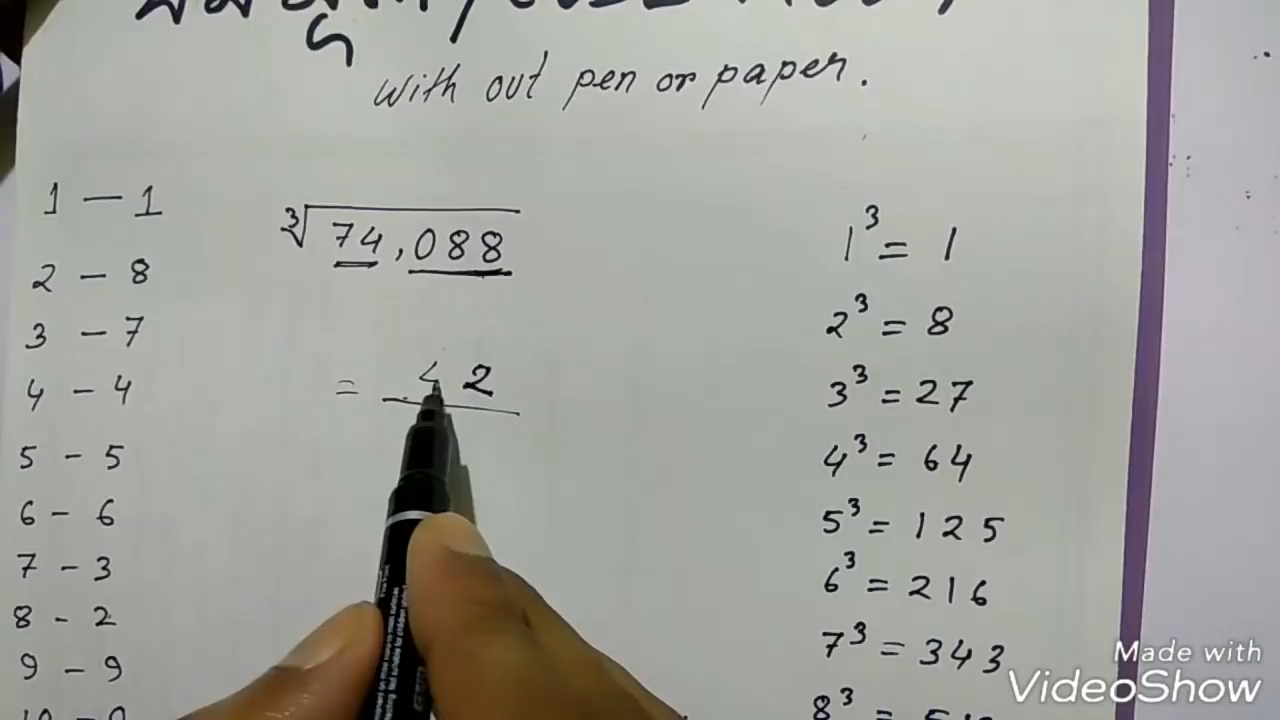 with out pen or paper.
1 — 1
2 – 8
3 – 7
4 – 4
5 – 5
6 – 6
7 – 3
8 – 2
9 – 9
∛74,088
= 42
1³ = 1
2³ = 8
3³ = 27
4³ = 64
5³ = 125
6³ = 216
7³ = 343
8³ =
Made with
VideoShow